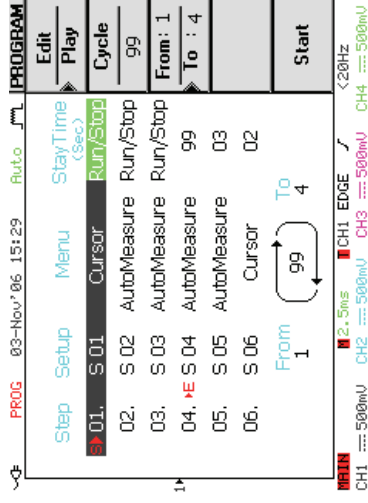 PROG 03-Nov'06 15:29 Auto PROGRAM
Step Setup Menu StayTime
(Sec)
S 01. S 01 Cursor Run/Stop
02. S 02 AutoMeasure Run/Stop
03. S 03 AutoMeasure Run/Stop
04. E S 04 AutoMeasure 99
05. S 05 AutoMeasure 03
06. S 06 Cursor 02
From To
1 99 4
Edit
Play
Cycle
99
From: 1
To : 4
Start
1
MAIN M 2.5ms T CH1 EDGE <20Hz
CH1 500mV CH2 500mV CH3 500mV CH4 500mV